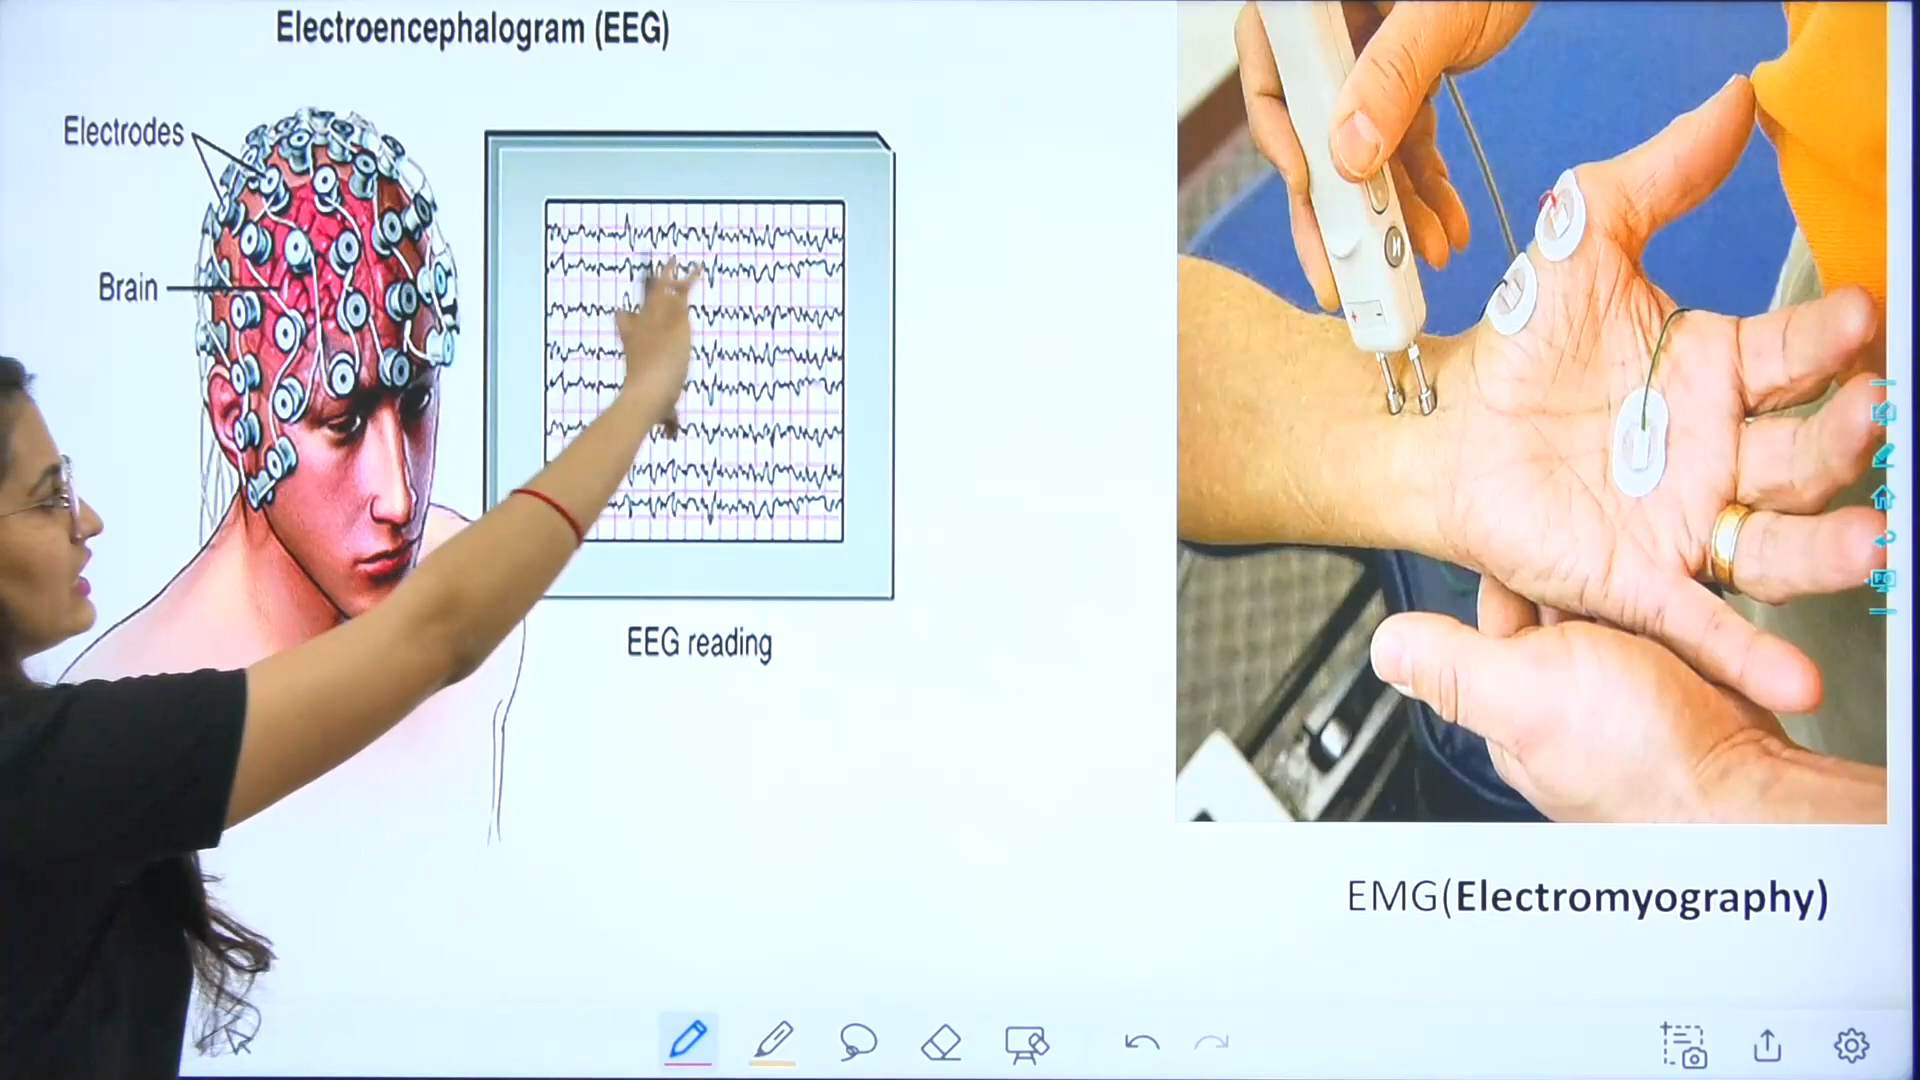 Electroencephalogram (EEG)
Electrodes
Brain
EEG reading
EMG(Electromyography)